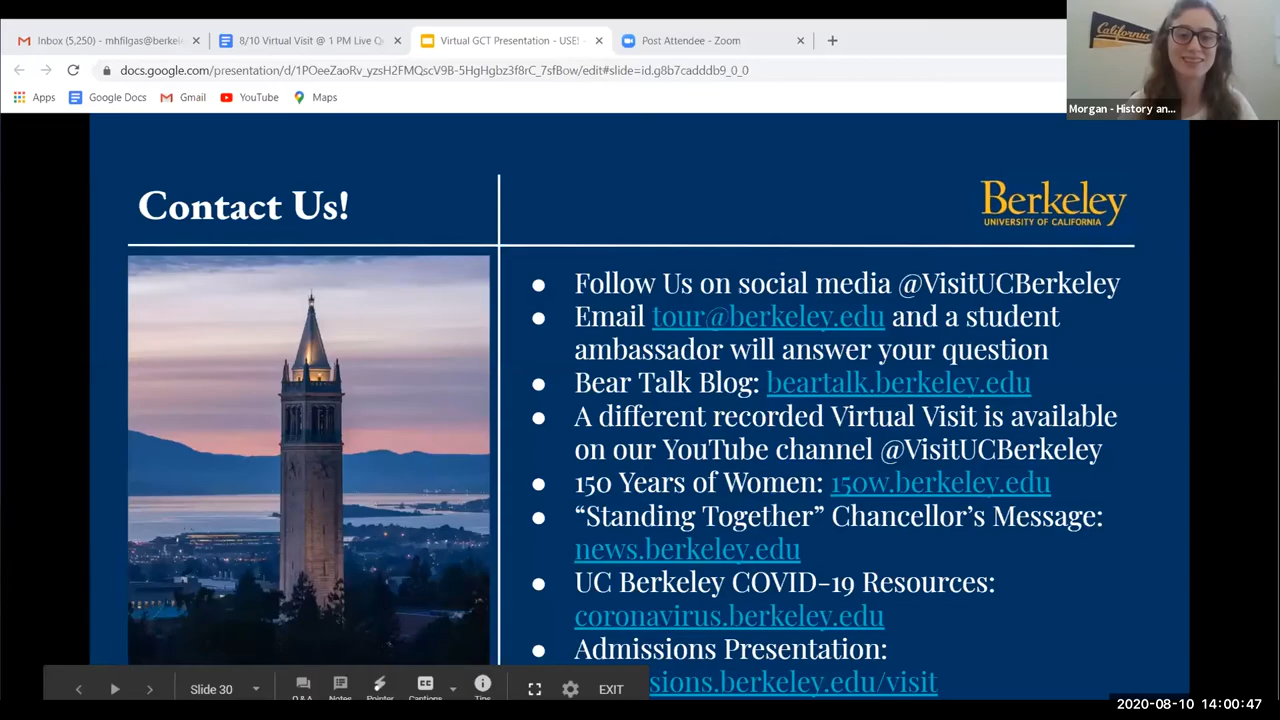 Inbox (5,250) - mhfilgas@berkel
8/10 Virtual Visit @ 1 PM Live Q
Virtual GCT Presentation - USE! -
Post Attendee - Zoom
docs.google.com/presentation/d/1POeeZaoRv_yzsH2FMQscV9B-5HgHgbz3f8rC_7sfBow/edit#slide=id.g8b7cadddb9_0_0
Apps
Google Docs
Gmail
YouTube
Maps
California
Morgan - History an...
Contact Us!
Berkeley
UNIVERSITY OF CALIFORNIA
● Follow Us on social media @VisitUCBerkeley
● Email tour@berkeley.edu and a student
ambassador will answer your question
● Bear Talk Blog: beartalk.berkeley.edu
● A different recorded Virtual Visit is available
on our YouTube channel @VisitUCBerkeley
● 150 Years of Women: 150w.berkeley.edu
● “Standing Together” Chancellor’s Message:
news.berkeley.edu
● UC Berkeley COVID-19 Resources:
coronavirus.berkeley.edu
● Admissions Presentation:
sions.berkeley.edu/visit
Slide 30
Q & A
Notes
Pointer
Captions
Tips
EXIT
2020-08-10 14:00:47